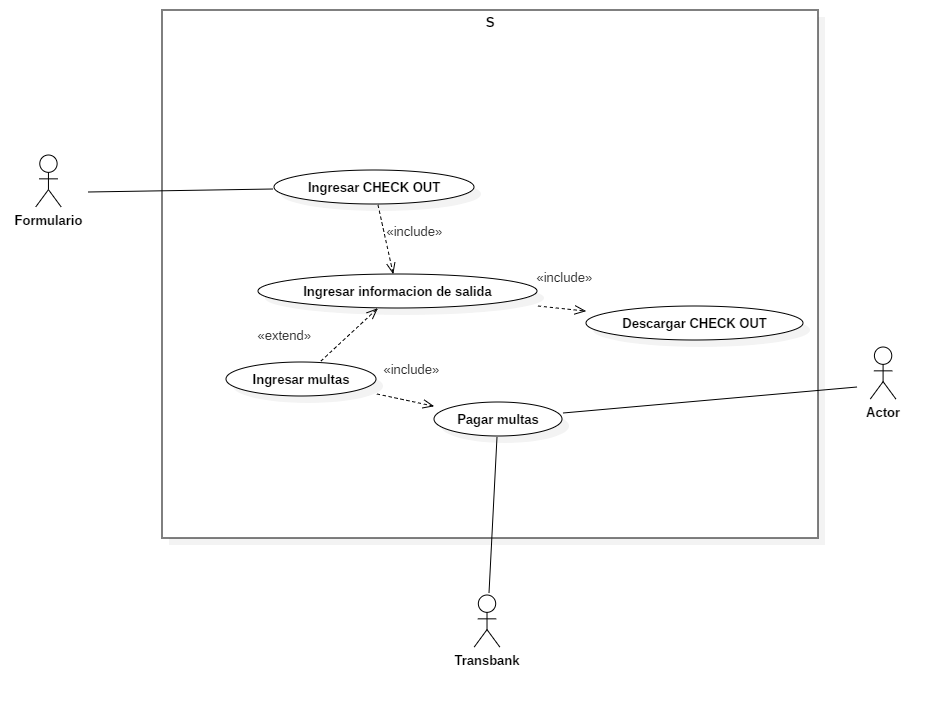 S
Ingresar CHECK OUT
Formulario
«include»
«include»
Ingresar informacion de salida
Descargar CHECK OUT
«extend»
«include»
Ingresar multas
Actor
Pagar multas
Transbank